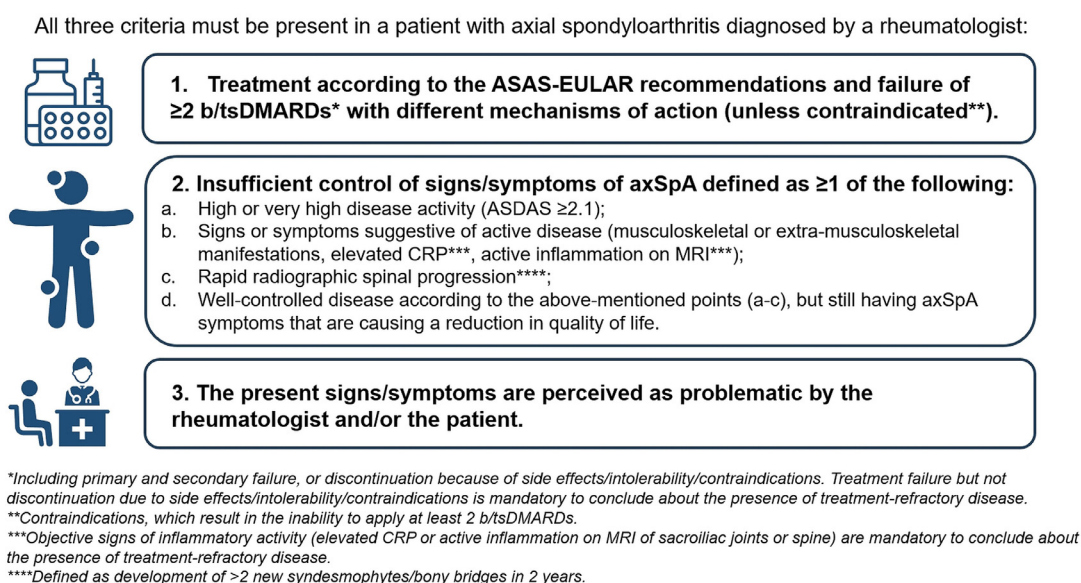 All three criteria must be present in a patient with axial spondyloarthritis diagnosed by a rheumatologist:
1. Treatment according to the ASAS-EULAR recommendations and failure of
≥2 b/tsDMARDs* with different mechanisms of action (unless contraindicated**).
2. Insufficient control of signs/symptoms of axSpA defined as ≥1 of the following:
a. High or very high disease activity (ASDAS ≥2.1);
b. Signs or symptoms suggestive of active disease (musculoskeletal or extra-musculoskeletal
manifestations, elevated CRP***, active inflammation on MRI***);
c. Rapid radiographic spinal progression****;
d. Well-controlled disease according to the above-mentioned points (a-c), but still having axSpA
symptoms that are causing a reduction in quality of life.
3. The present signs/symptoms are perceived as problematic by the
rheumatologist and/or the patient.
*Including primary and secondary failure, or discontinuation because of side effects/intolerability/contraindications. Treatment failure but not
discontinuation due to side effects/intolerability/contraindications is mandatory to conclude about the presence of treatment-refractory disease.
**Contraindications, which result in the inability to apply at least 2 b/tsDMARDs.
***Objective signs of inflammatory activity (elevated CRP or active inflammation on MRI of sacroiliac joints or spine) are mandatory to conclude about
the presence of treatment-refractory disease.
****Defined as development of >2 new syndesmophytes/bony bridges in 2 years.